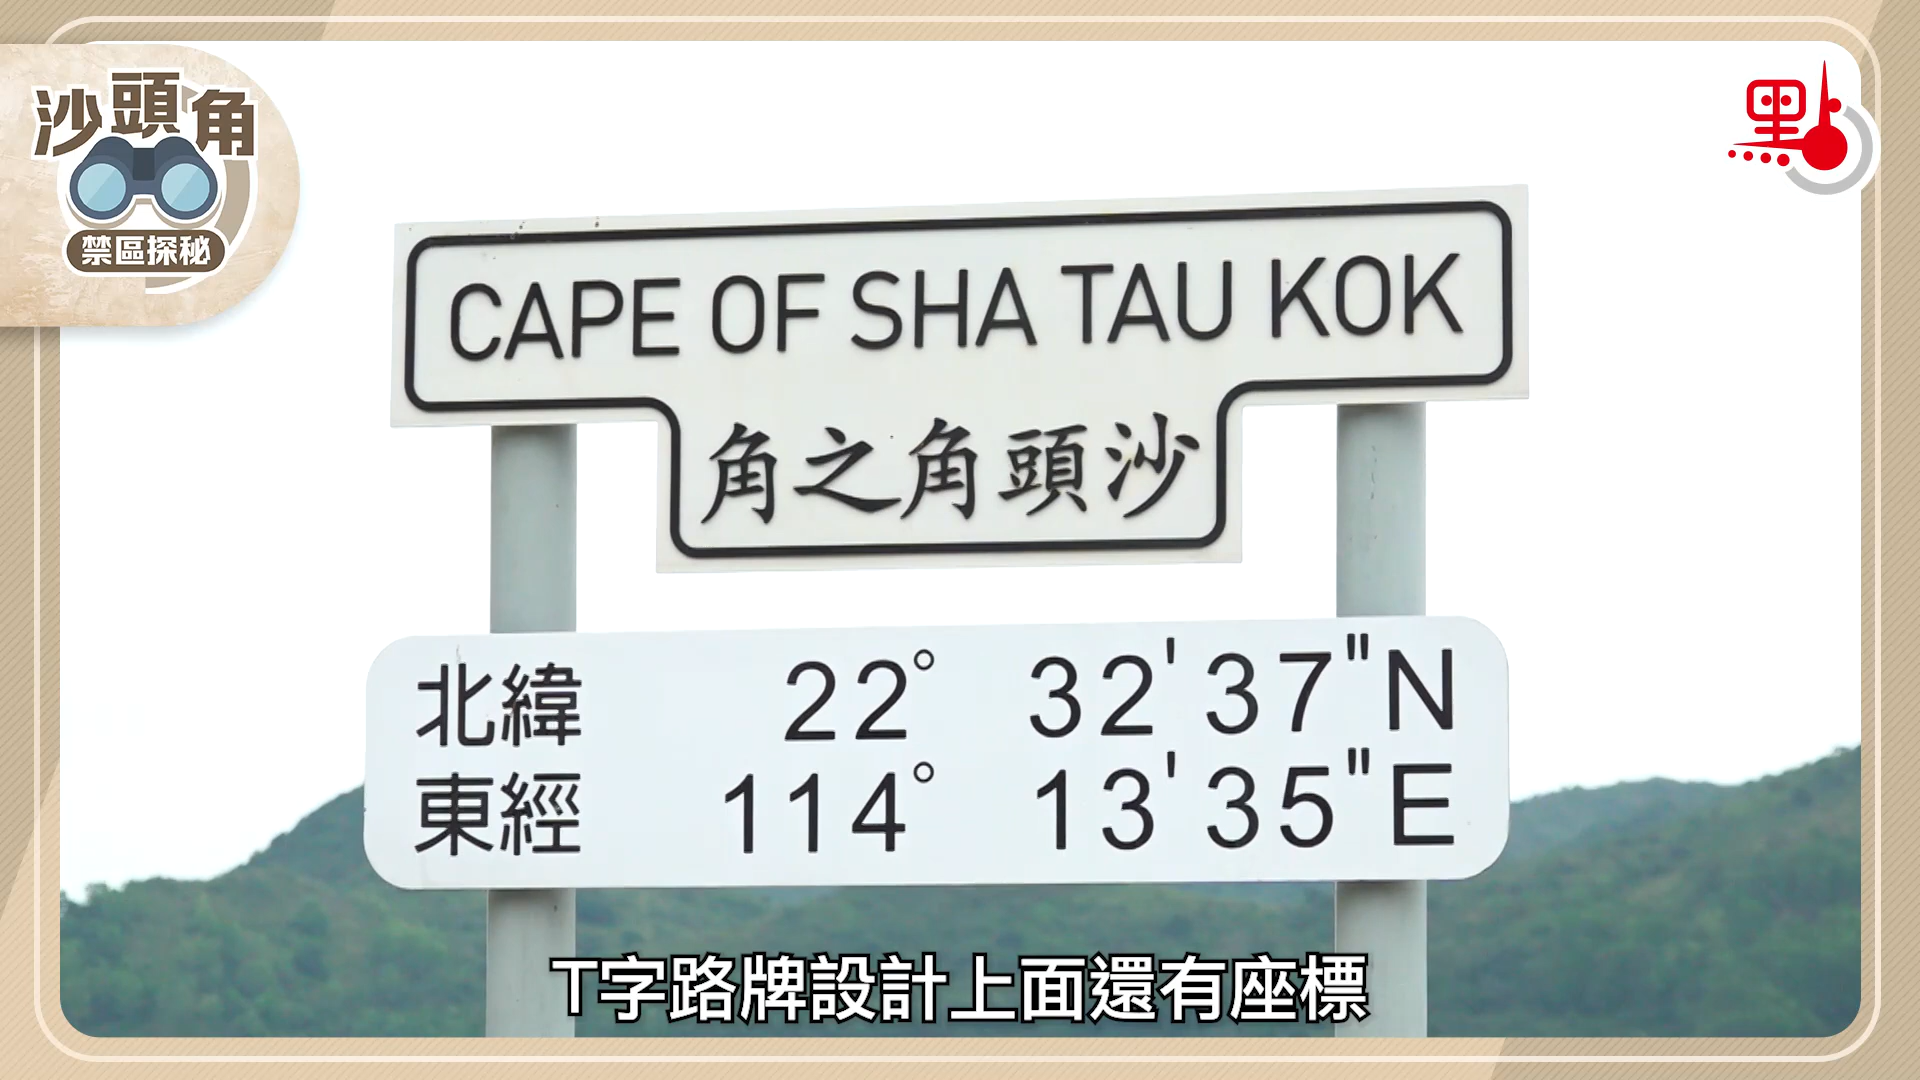 沙頭角
禁區探秘
點
CAPE OF SHA TAU KOK
角之角頭沙
北緯 22° 32' 37" N
東經 114° 13' 35" E
T字路牌設計上面還有座標